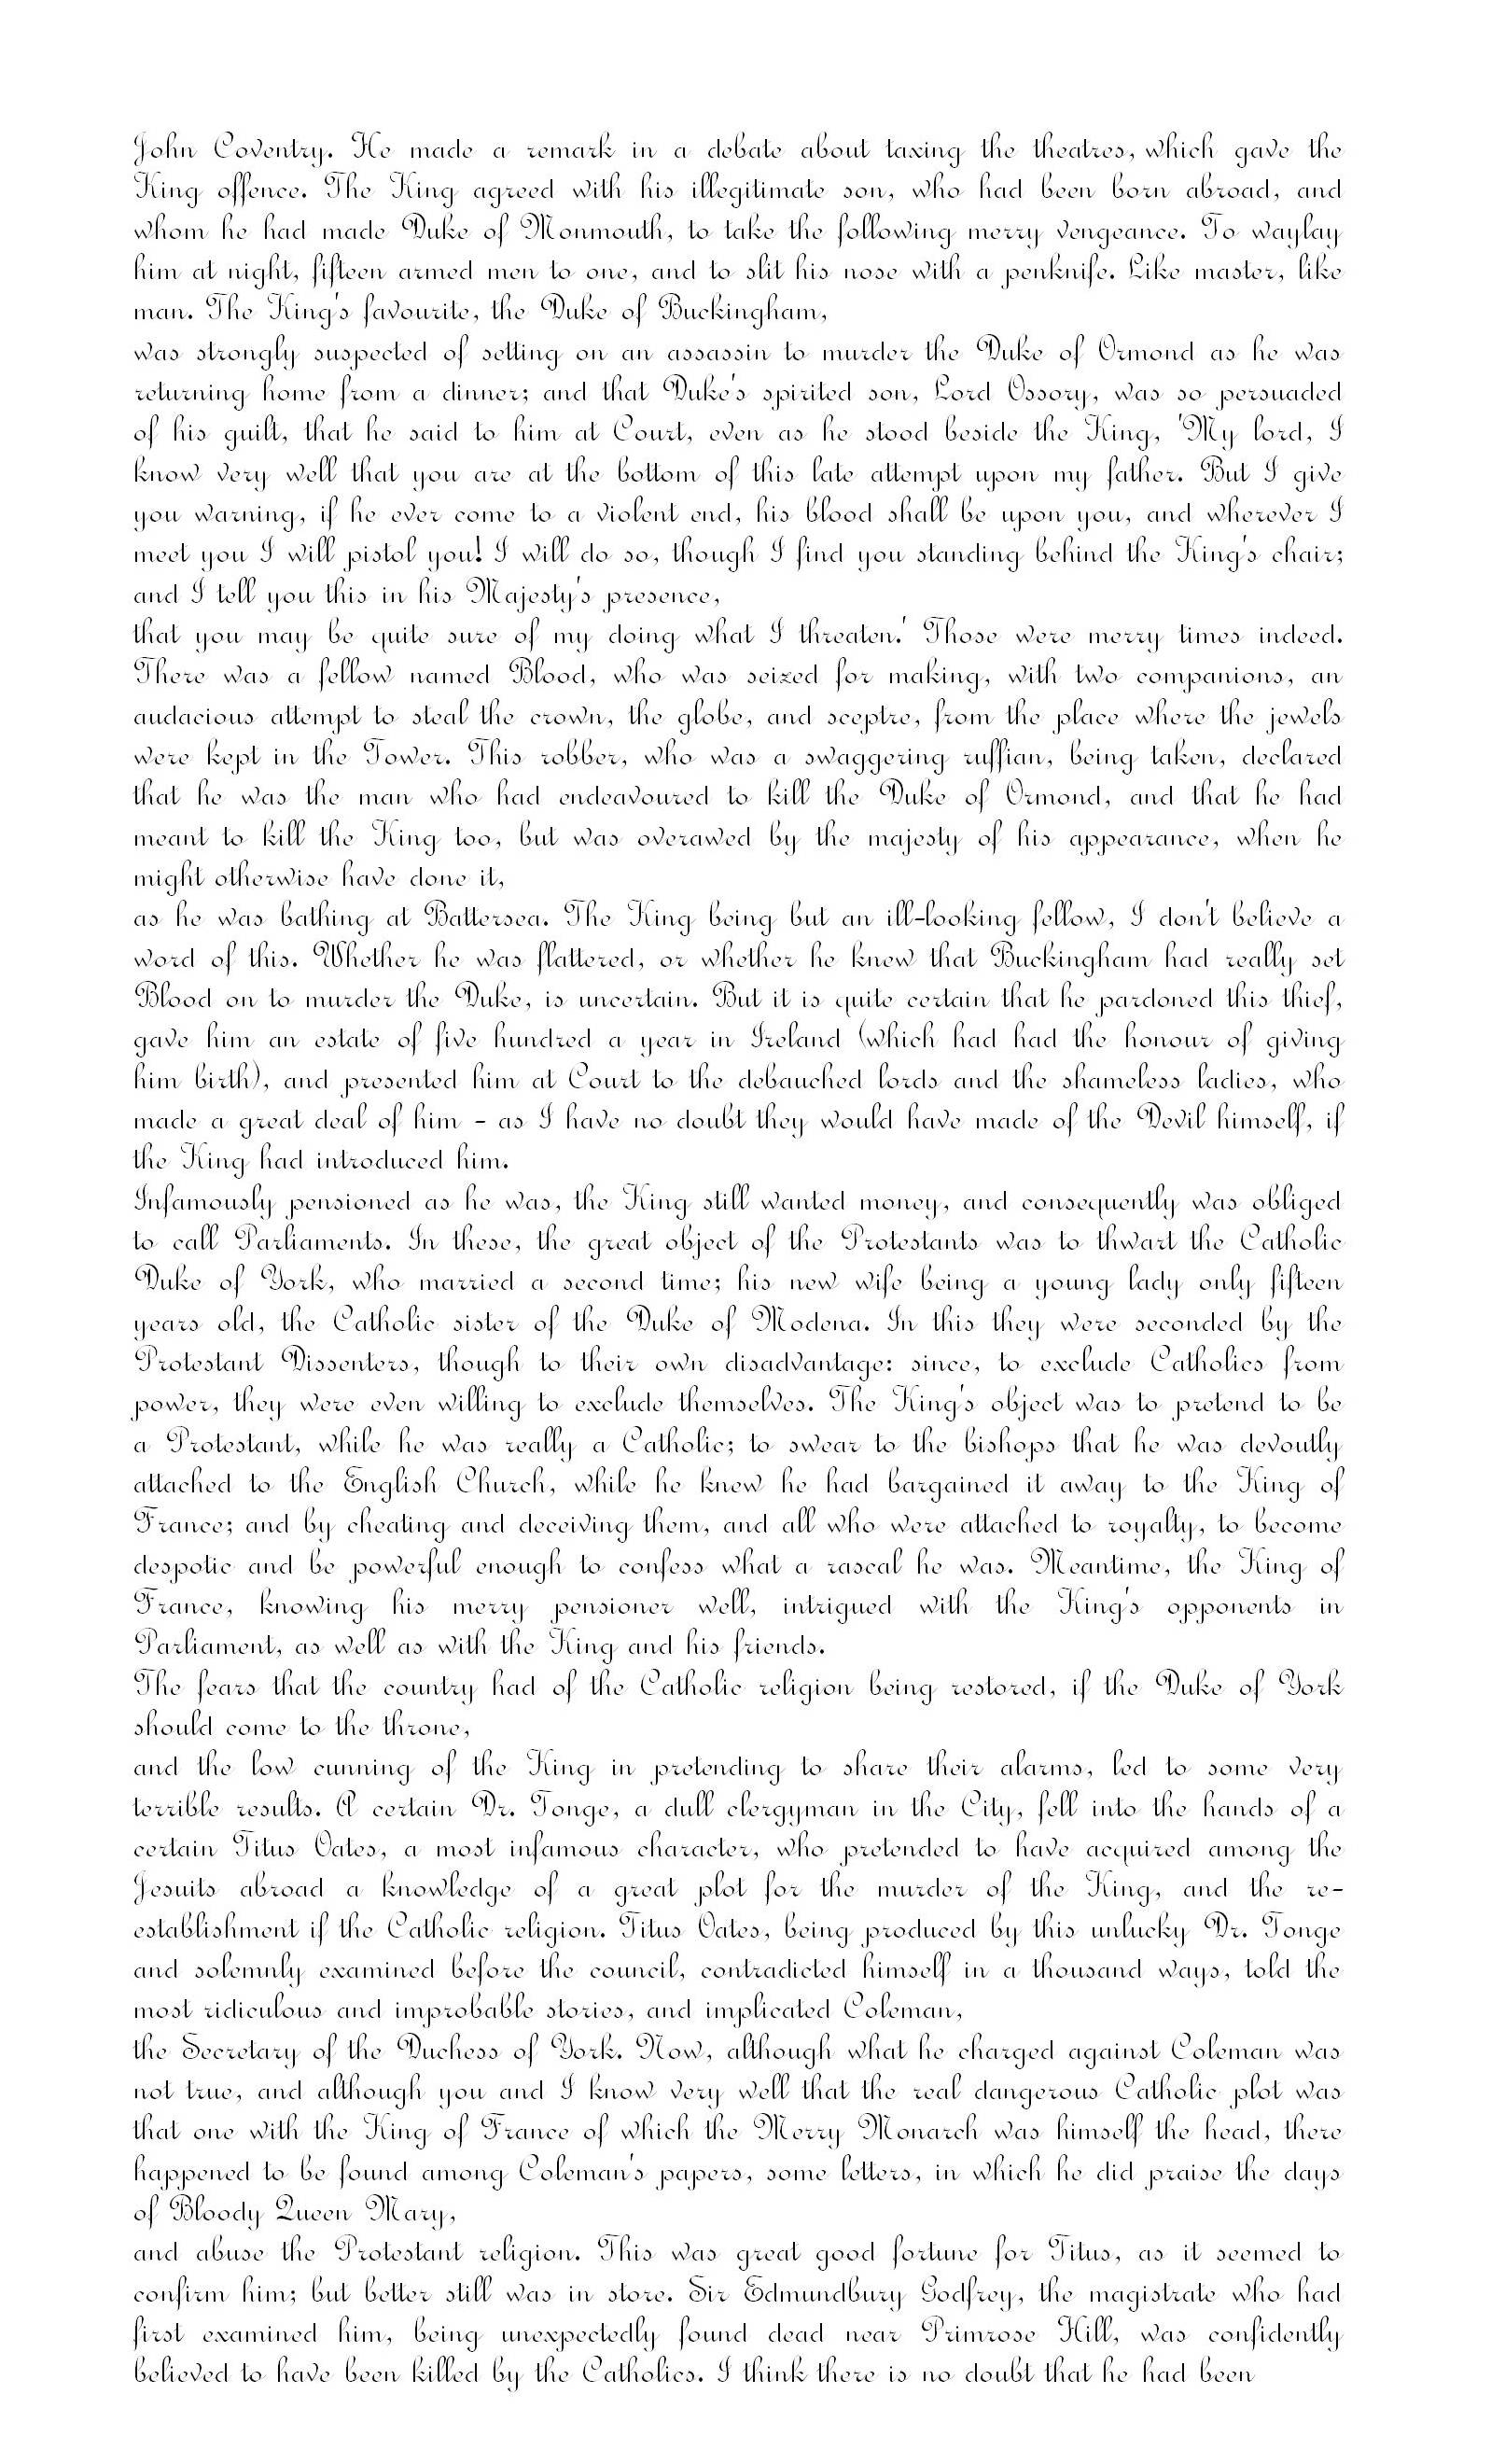 John Coventry. He made a remark in a debate about taxing the theatres, which gave the
King offence. The King agreed with his illegitimate son, who had been born abroad, and
whom he had made Duke of Monmouth, to take the following merry vengeance. To waylay
him at night, fifteen armed men to one, and to slit his nose with a penknife. Like master, like
man. The King's favourite, the Duke of Buckingham,
was strongly suspected of setting on an assassin to murder the Duke of Ormond as he was
returning home from a dinner; and that Duke's spirited son, Lord Ossory, was so persuaded
of his guilt, that he said to him at Court, even as he stood beside the King, 'My lord, I
know very well that you are at the bottom of this late attempt upon my father. But I give
you warning, if he ever come to a violent end, his blood shall be upon you, and wherever I
meet you I will pistol you! I will do so, though I find you standing behind the King's chair;
and I tell you this in his Majesty's presence,
that you may be quite sure of my doing what I threaten.' Those were merry times indeed.
There was a fellow named Blood, who was seized for making, with two companions, an
audacious attempt to steal the crown, the globe, and sceptre, from the place where the jewels
were kept in the Tower. This robber, who was a swaggering ruffian, being taken, declared
that he was the man who had endeavoured to kill the Duke of Ormond, and that he had
meant to kill the King too, but was overawed by the majesty of his appearance, when he
might otherwise have done it,
as he was bathing at Battersea. The King being but an ill-looking fellow, I don't believe a
word of this. Whether he was flattered, or whether he knew that Buckingham had really set
Blood on to murder the Duke, is uncertain. But it is quite certain that he pardoned this thief,
gave him an estate of five hundred a year in Ireland (which had had the honour of giving
him birth), and presented him at Court to the debauched lords and the shameless ladies, who
made a great deal of him - as I have no doubt they would have made of the Devil himself, if
the King had introduced him.
Infamously pensioned as he was, the King still wanted money, and consequently was obliged
to call Parliaments. In these, the great object of the Protestants was to thwart the Catholic
Duke of York, who married a second time; his new wife being a young lady only fifteen
years old, the Catholic sister of the Duke of Modena. In this they were seconded by the
Protestant Dissenters, though to their own disadvantage: since, to exclude Catholics from
power, they were even willing to exclude themselves. The King's object was to pretend to be
a Protestant, while he was really a Catholic; to swear to the bishops that he was devoutly
attached to the English Church, while he knew he had bargained it away to the King of
France; and by cheating and deceiving them, and all who were attached to royalty, to become
despotic and be powerful enough to confess what a rascal he was. Meantime, the King of
France, knowing his merry pensioner well, intrigued with the King's opponents in
Parliament, as well as with the King and his friends.
The fears that the country had of the Catholic religion being restored, if the Duke of York
should come to the throne,
and the low cunning of the King in pretending to share their alarms, led to some very
terrible results. A certain Dr. Tonge, a dull clergyman in the City, fell into the hands of a
certain Titus Oates, a most infamous character, who pretended to have acquired among the
Jesuits abroad a knowledge of a great plot for the murder of the King, and the re-
establishment if the Catholic religion. Titus Oates, being produced by this unlucky Dr. Tonge
and solemnly examined before the council, contradicted himself in a thousand ways, told the
most ridiculous and improbable stories, and implicated Coleman,
the Secretary of the Duchess of York. Now, although what he charged against Coleman was
not true, and although you and I know very well that the real dangerous Catholic plot was
that one with the King of France of which the Merry Monarch was himself the head, there
happened to be found among Coleman's papers, some letters, in which he did praise the days
of Bloody Queen Mary,
and abuse the Protestant religion. This was great good fortune for Titus, as it seemed to
confirm him; but better still was in store. Sir Edmundbury Godfrey, the magistrate who had
first examined him, being unexpectedly found dead near Primrose Hill, was confidently
believed to have been killed by the Catholics. I think there is no doubt that he had been